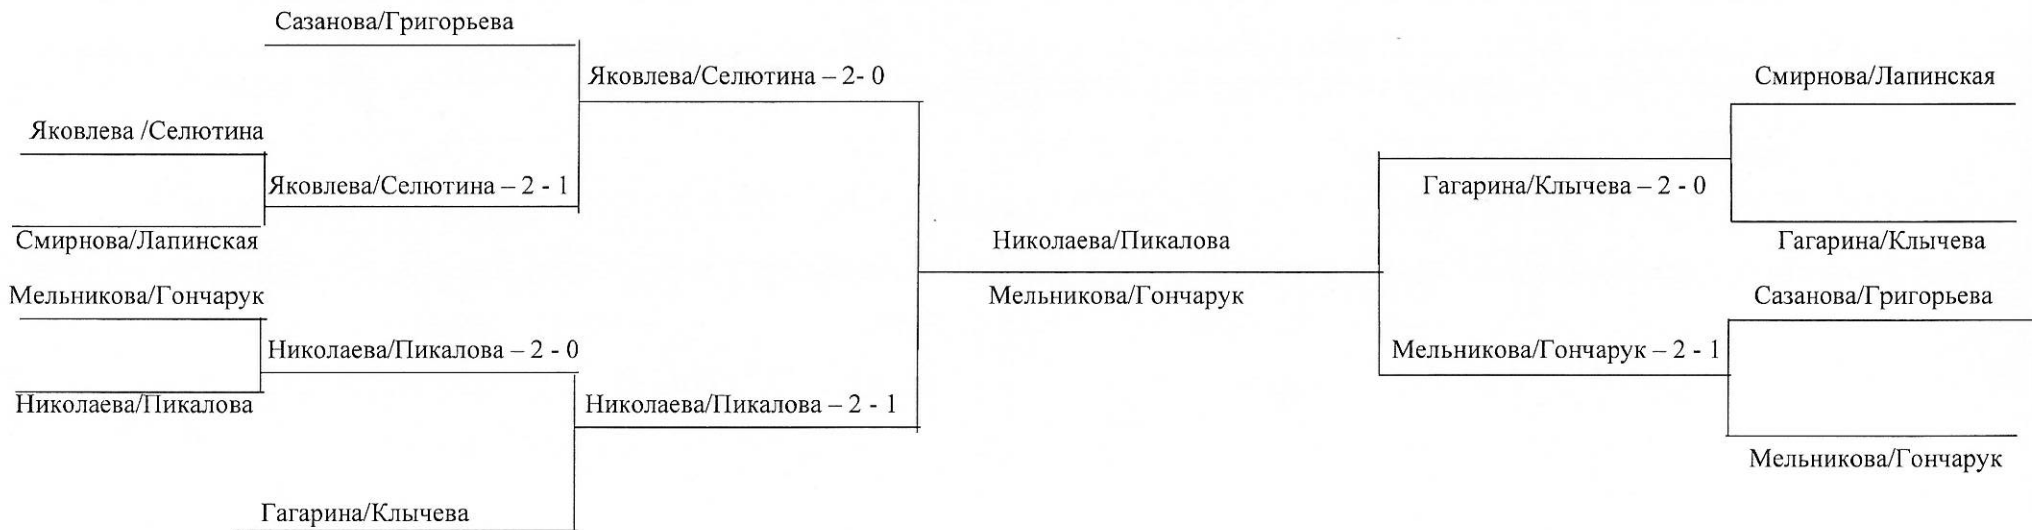 Сазанова/Григорьева
Яковлева/Селютина – 2- 0
Смирнова/Лапинская
Яковлева /Селютина
Яковлева/Селютина – 2 - 1
Гагарина/Клычева – 2 - 0
Смирнова/Лапинская
Николаева/Пикалова
Гагарина/Клычева
Мельникова/Гончарук
Мельникова/Гончарук
Сазанова/Григорьева
Николаева/Пикалова – 2 - 0
Мельникова/Гончарук – 2 - 1
Николаева/Пикалова
Николаева/Пикалова – 2 - 1
Мельникова/Гончарук
Гагарина/Клычева